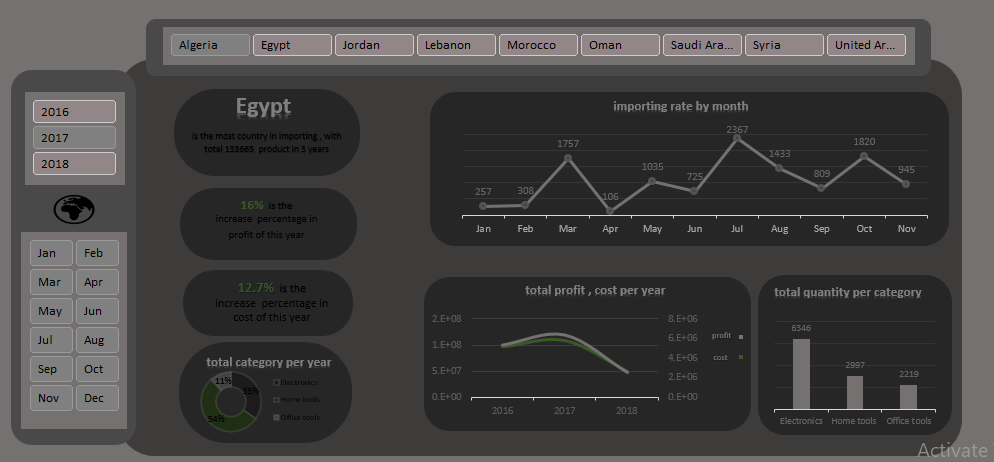 Algeria Egypt Jordan Lebanon Morocco Oman Saudi Ara... Syria United Ar...
2016
2017
2018
Jan Feb
Mar Apr
May Jun
Jul Aug
Sep Oct
Nov Dec
Egypt
is the most country in importing , with
total 133665 product in 3 years
16% is the
increase percentage in
profit of this year
12.7% is the
increase percentage in
cost of this year
total category per year
11%
35%
54%
Electronics
Home tools
Office tools
importing rate by month
257 308 1757 106 1035 725 2367 1433 809 1820 945
Jan Feb Mar Apr May Jun Jul Aug Sep Oct Nov
total profit , cost per year
2.E+08
1.E+08
5.E+07
0.E+00
8.E+06
6.E+06
4.E+06
2.E+06
0.E+00
profit
cost
2016 2017 2018
total quantity per category
6346
2997
2219
Electronics Home tools Office tools
Activate